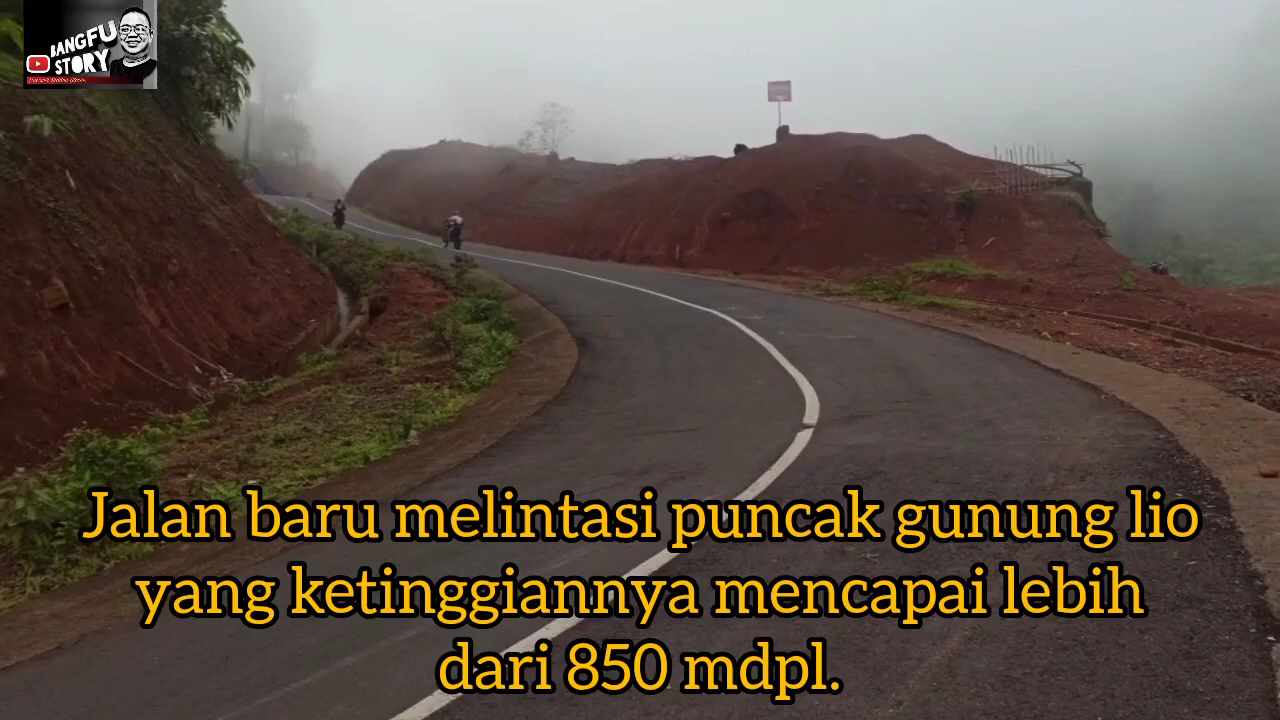 BANGFU
STORY
Jalan baru melintasi puncak gunung lio
yang ketinggiannya mencapai lebih
dari 850 mdpl.